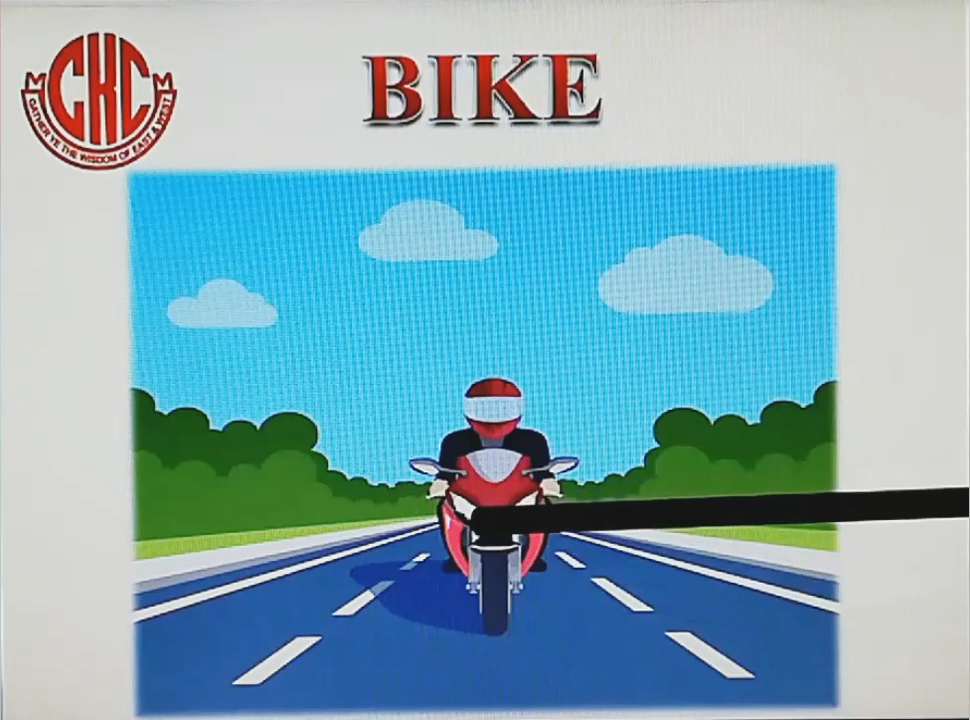 CKC
GATHER YE THE WISDOM OF EAST & WEST
BIKE